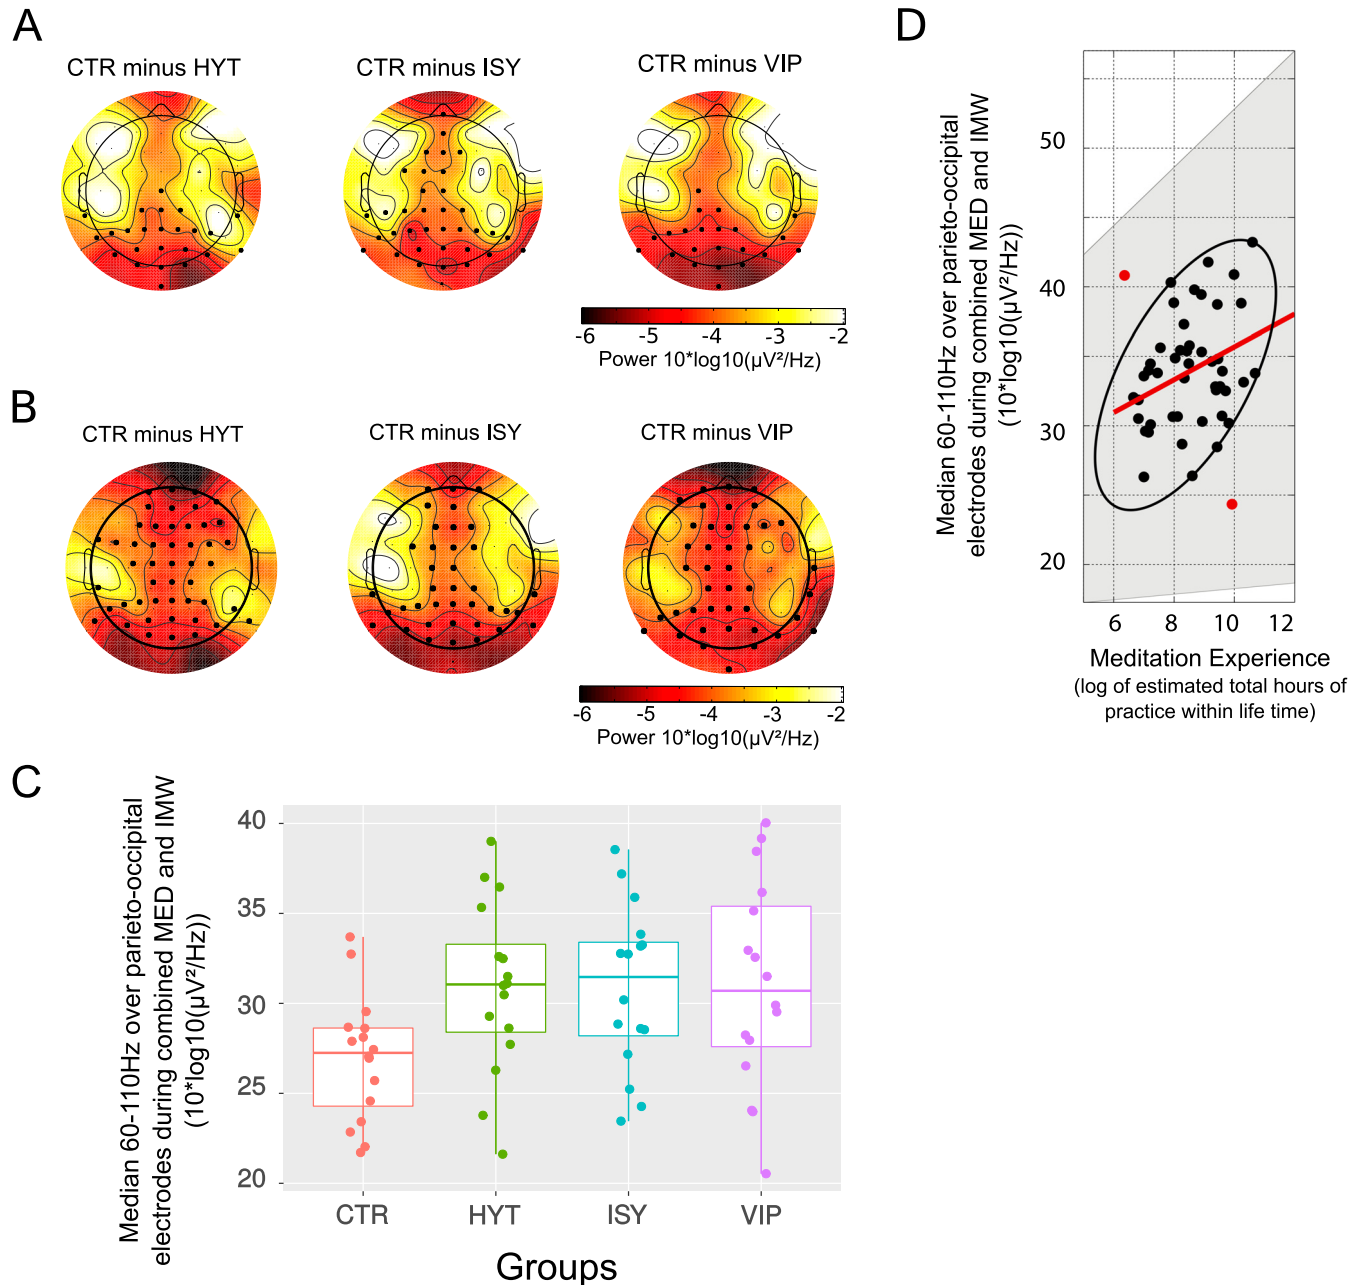 A
CTR minus HYT
CTR minus ISY
CTR minus VIP
-6
-5
-4
-3
-2
Power 10*log10(µV²/Hz)
B
CTR minus HYT
CTR minus ISY
CTR minus VIP
-6
-5
-4
-3
-2
Power 10*log10(µV²/Hz)
C
Median 60-110Hz over parieto-occipital
electrodes during combined MED and IMW
(10*log10(µV²/Hz))
40
35
30
25
20
CTR
HYT
ISY
VIP
Groups
D
Median 60-110Hz over parieto-occipital
electrodes during combined MED and IMW
(10*log10(µV²/Hz))
50
40
30
20
6
8
10
12
Meditation Experience
(log of estimated total hours of
practice within life time)